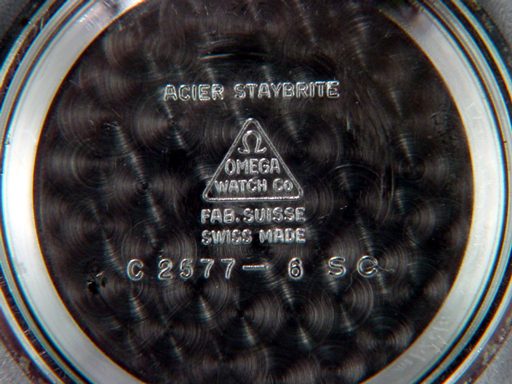 ACIER STAYBRITE
Ω
OMEGA
WATCH Co
FAB. SUISSE
SWISS MADE
C 2577 — 6 SC